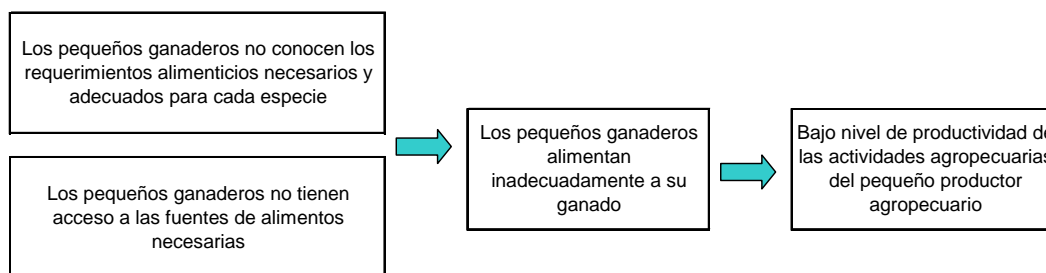 Los pequeños ganaderos no conocen los
requerimientos alimenticios necesarios y
adecuados para cada especie
Los pequeños ganaderos no tienen
acceso a las fuentes de alimentos
necesarias
Los pequeños ganaderos
alimentan
inadecuadamente a su
ganado
Bajo nivel de productividad de
las actividades agropecuarias
del pequeño productor
agropecuario